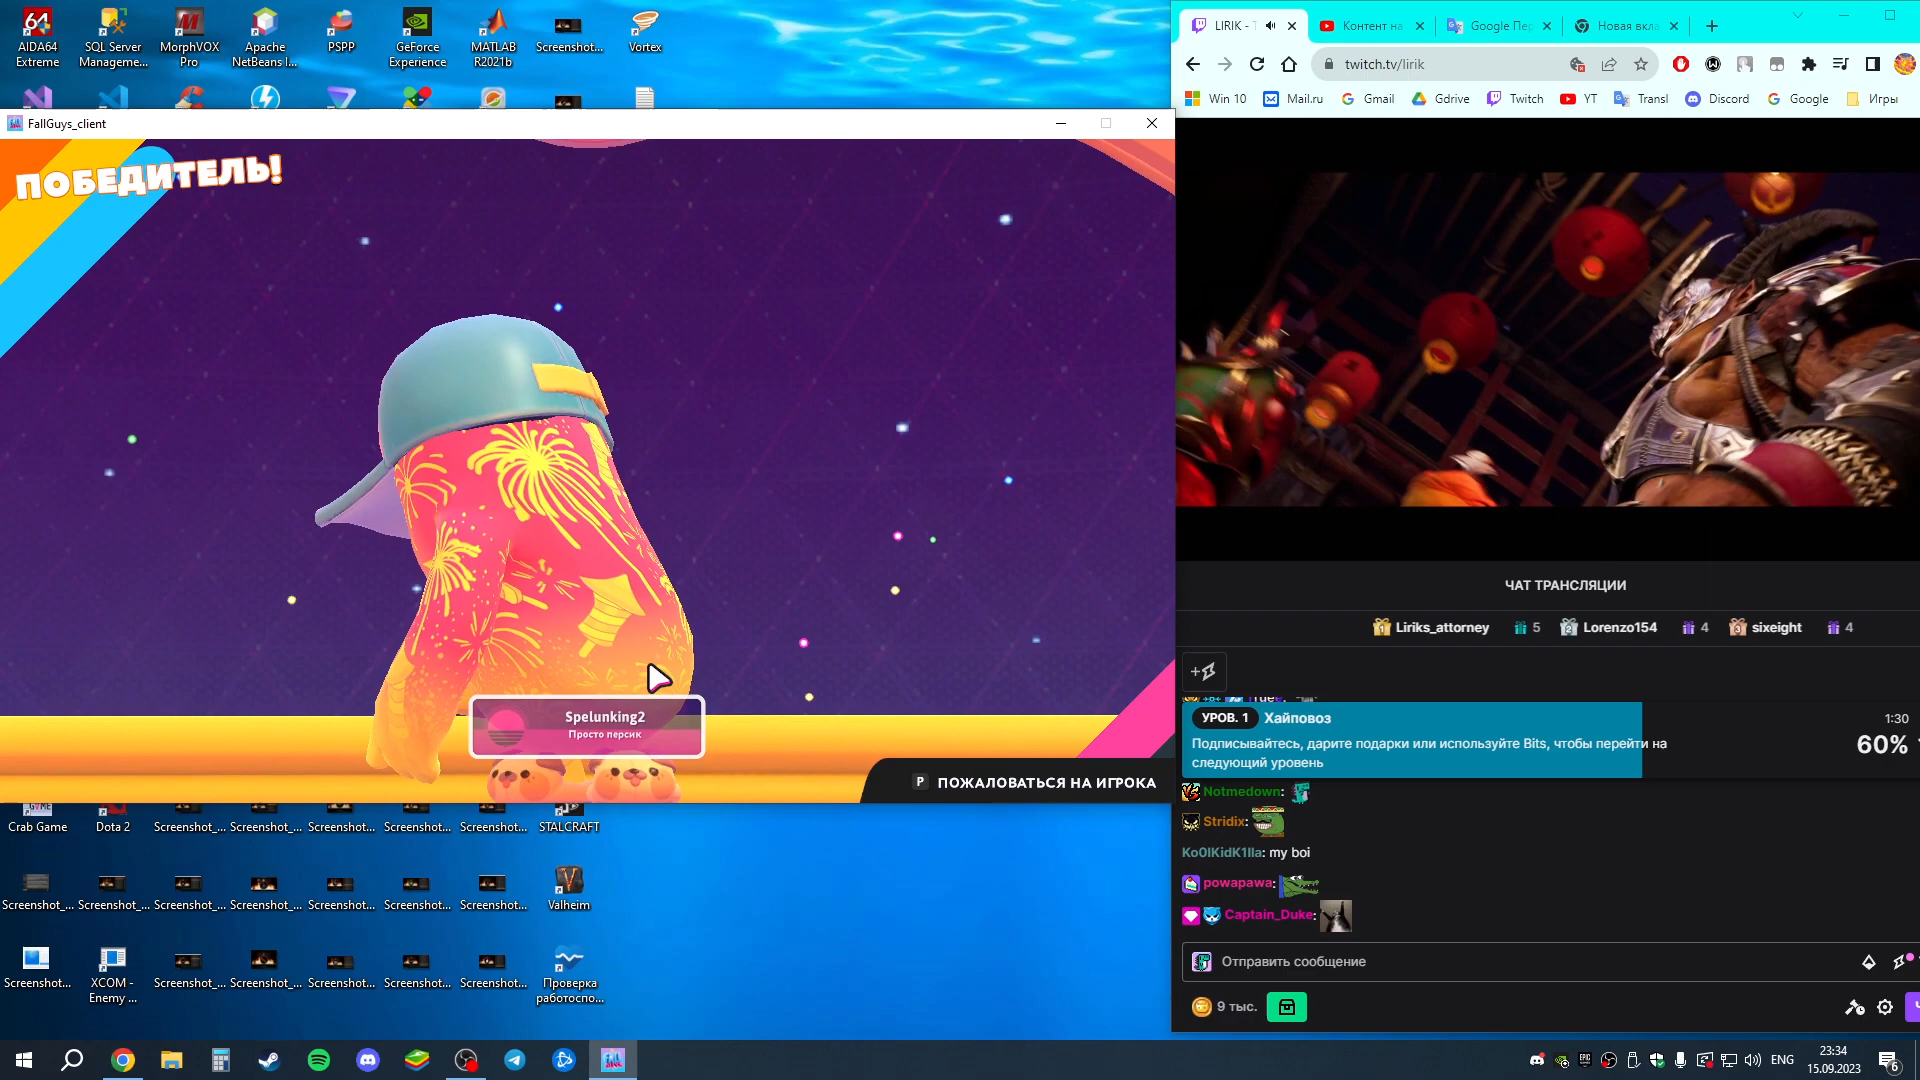 AIDA64
Extreme
SQL Server
Manageme...
MorphVOX
Pro
Apache
NetBeans I...
PSPP
GeForce
Experience
MATLAB
R2021b
Screenshot...
Vortex
FallGuys_client
ПОБЕДИТЕЛЬ!
Spelunking2
Просто персик
P ПОЖАЛОВАТЬСЯ НА ИГРОКА
Crab Game
Dota 2
Screenshot_...
Screenshot_...
Screenshot...
Screenshot...
Screenshot...
STALCRAFT
Screenshot_...
Screenshot_...
Screenshot_...
Screenshot_...
Screenshot...
Screenshot...
Screenshot...
Valheim
Screenshot...
XCOM -
Enemy ...
Screenshot_...
Screenshot_...
Screenshot...
Screenshot...
Screenshot...
Проверка
работоспо...
LIRIK - T
Контент на
Google Пер
Новая вкла
twitch.tv/lirik
Win 10
Mail.ru
Gmail
Gdrive
Twitch
YT
Transl
Discord
Google
Игры
ЧАТ ТРАНСЛЯЦИИ
Liriks_attorney 5
Lorenzo154 4
sixeight 4
УРОВ. 1 Хайповоз
1:30
Подписывайтесь, дарите подарки или используйте Bits, чтобы перейти на
следующий уровень
60%
Notmedown:
Stridix:
Ko0lKidK1lla: my boi
powapawa:
Captain_Duke:
Отправить сообщение
9 тыс.
ENG
23:34
15.09.2023
6